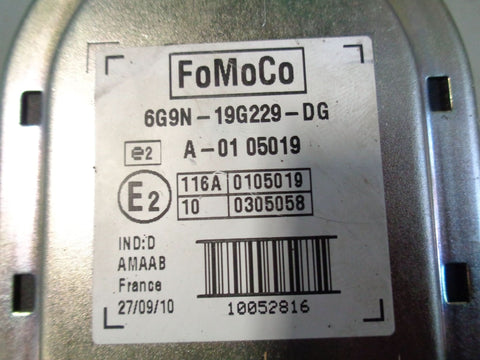 FoMoCo
6G9N-19G229-DG
e2 A-01 05019
E2 116A 0105019
10 0305058
IND:D
AMAAB
France
27/09/10
10052816